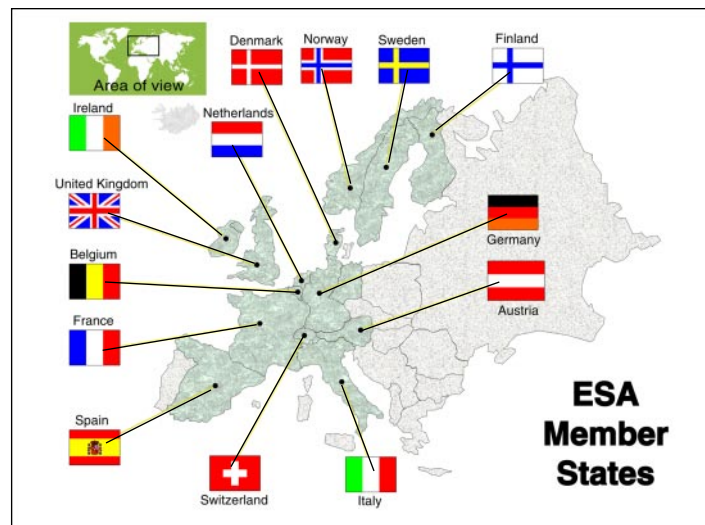 Denmark
Norway
Sweden
Finland
Area of view
Ireland
Netherlands
United Kingdom
Germany
Belgium
Austria
France
ESA
Member
States
Spain
Switzerland
Italy